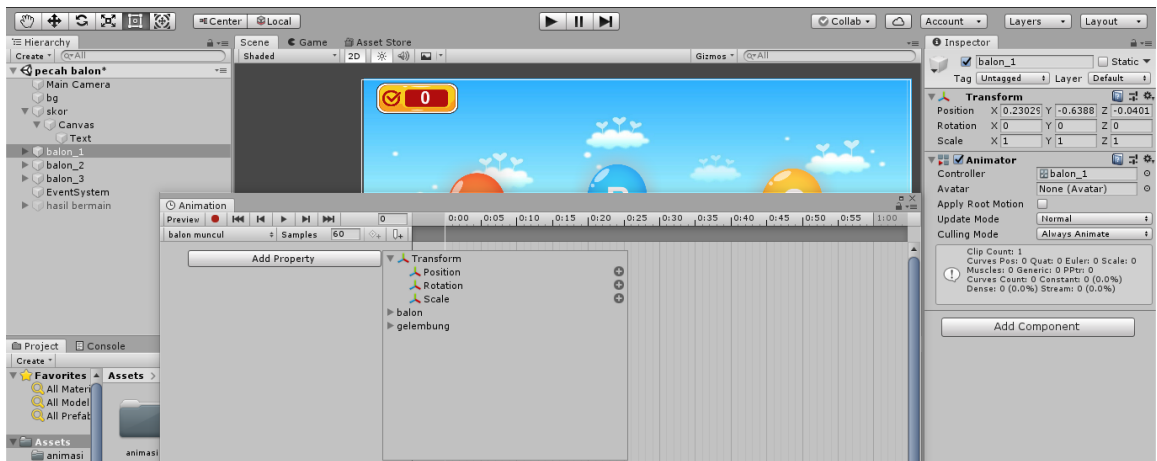 Center Local Collab Account Layers Layout
Hierarchy
Create All
pecah balon*
Main Camera
bg
skor
Canvas
Text
balon_1
balon_2
balon_3
EventSystem
hasil bermain
Scene Game Asset Store
Shaded 2D Gizmos All
0
B
Animation
Preview 0 0:00 0:05 0:10 0:15 0:20 0:25 0:30 0:35 0:40 0:45 0:50 0:55 1:00
balon muncul Samples 60
Add Property
Transform
Position
Rotation
Scale
balon
gelembung
Project Console
Create
Favorites
All Materi
All Model
All Prefab
Assets
animasi
Assets
animasi
Inspector
balon_1 Static
Tag Untagged Layer Default
Transform
Position X 0.23029 Y -0.6388 Z -0.0401
Rotation X 0 Y 0 Z 0
Scale X 1 Y 1 Z 1
Animator
Controller balon_1
Avatar None (Avatar)
Apply Root Motion
Update Mode Normal
Culling Mode Always Animate
Clip Count: 1
Curves Pos: 0 Quat: 0 Euler: 0 Scale: 0
Muscles: 0 Generic: 0 PPtr: 0
Curves Count: 0 Constant: 0 (0.0%)
Dense: 0 (0.0%) Stream: 0 (0.0%)
Add Component